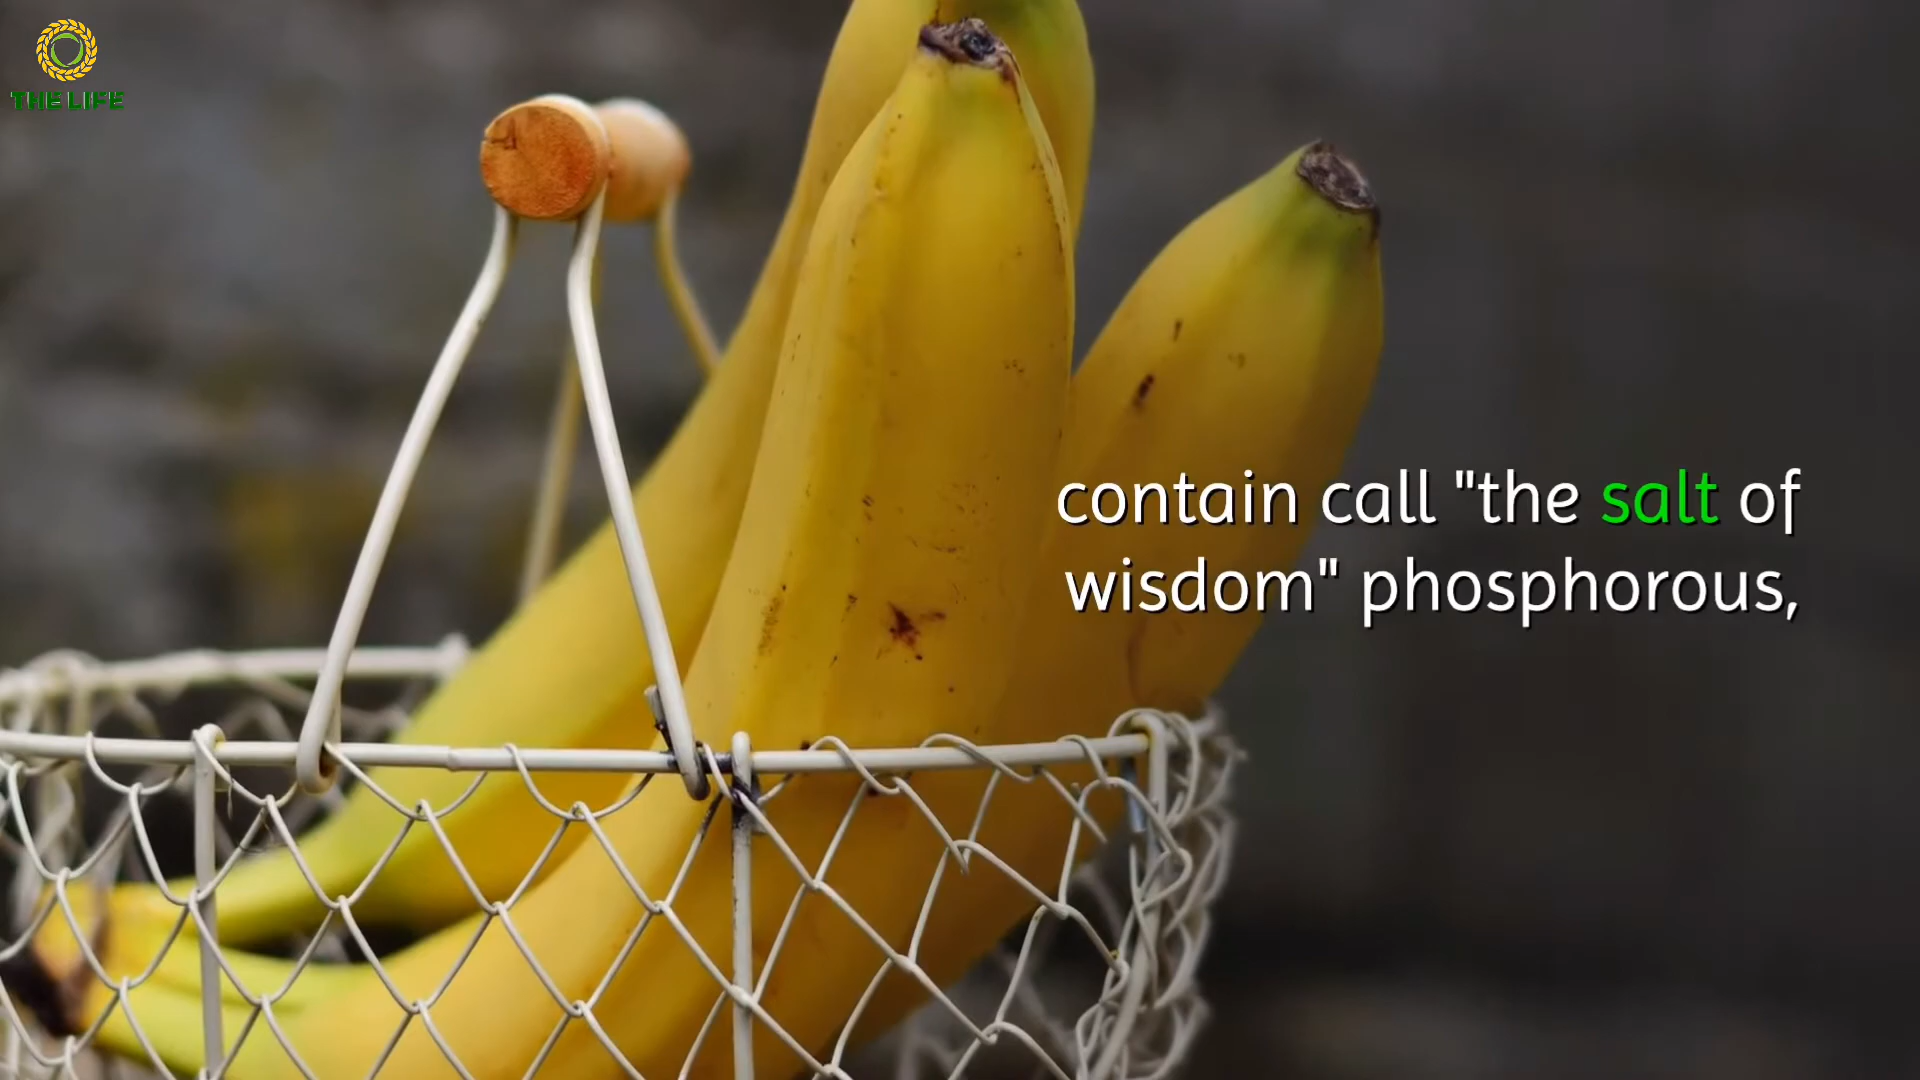 THE LIFE
contain call "the salt of
wisdom" phosphorous,